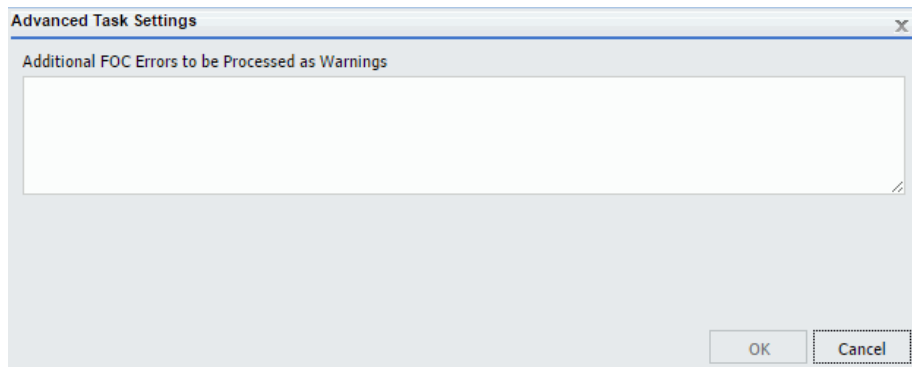 Advanced Task Settings
Additional FOC Errors to be Processed as Warnings
OK Cancel